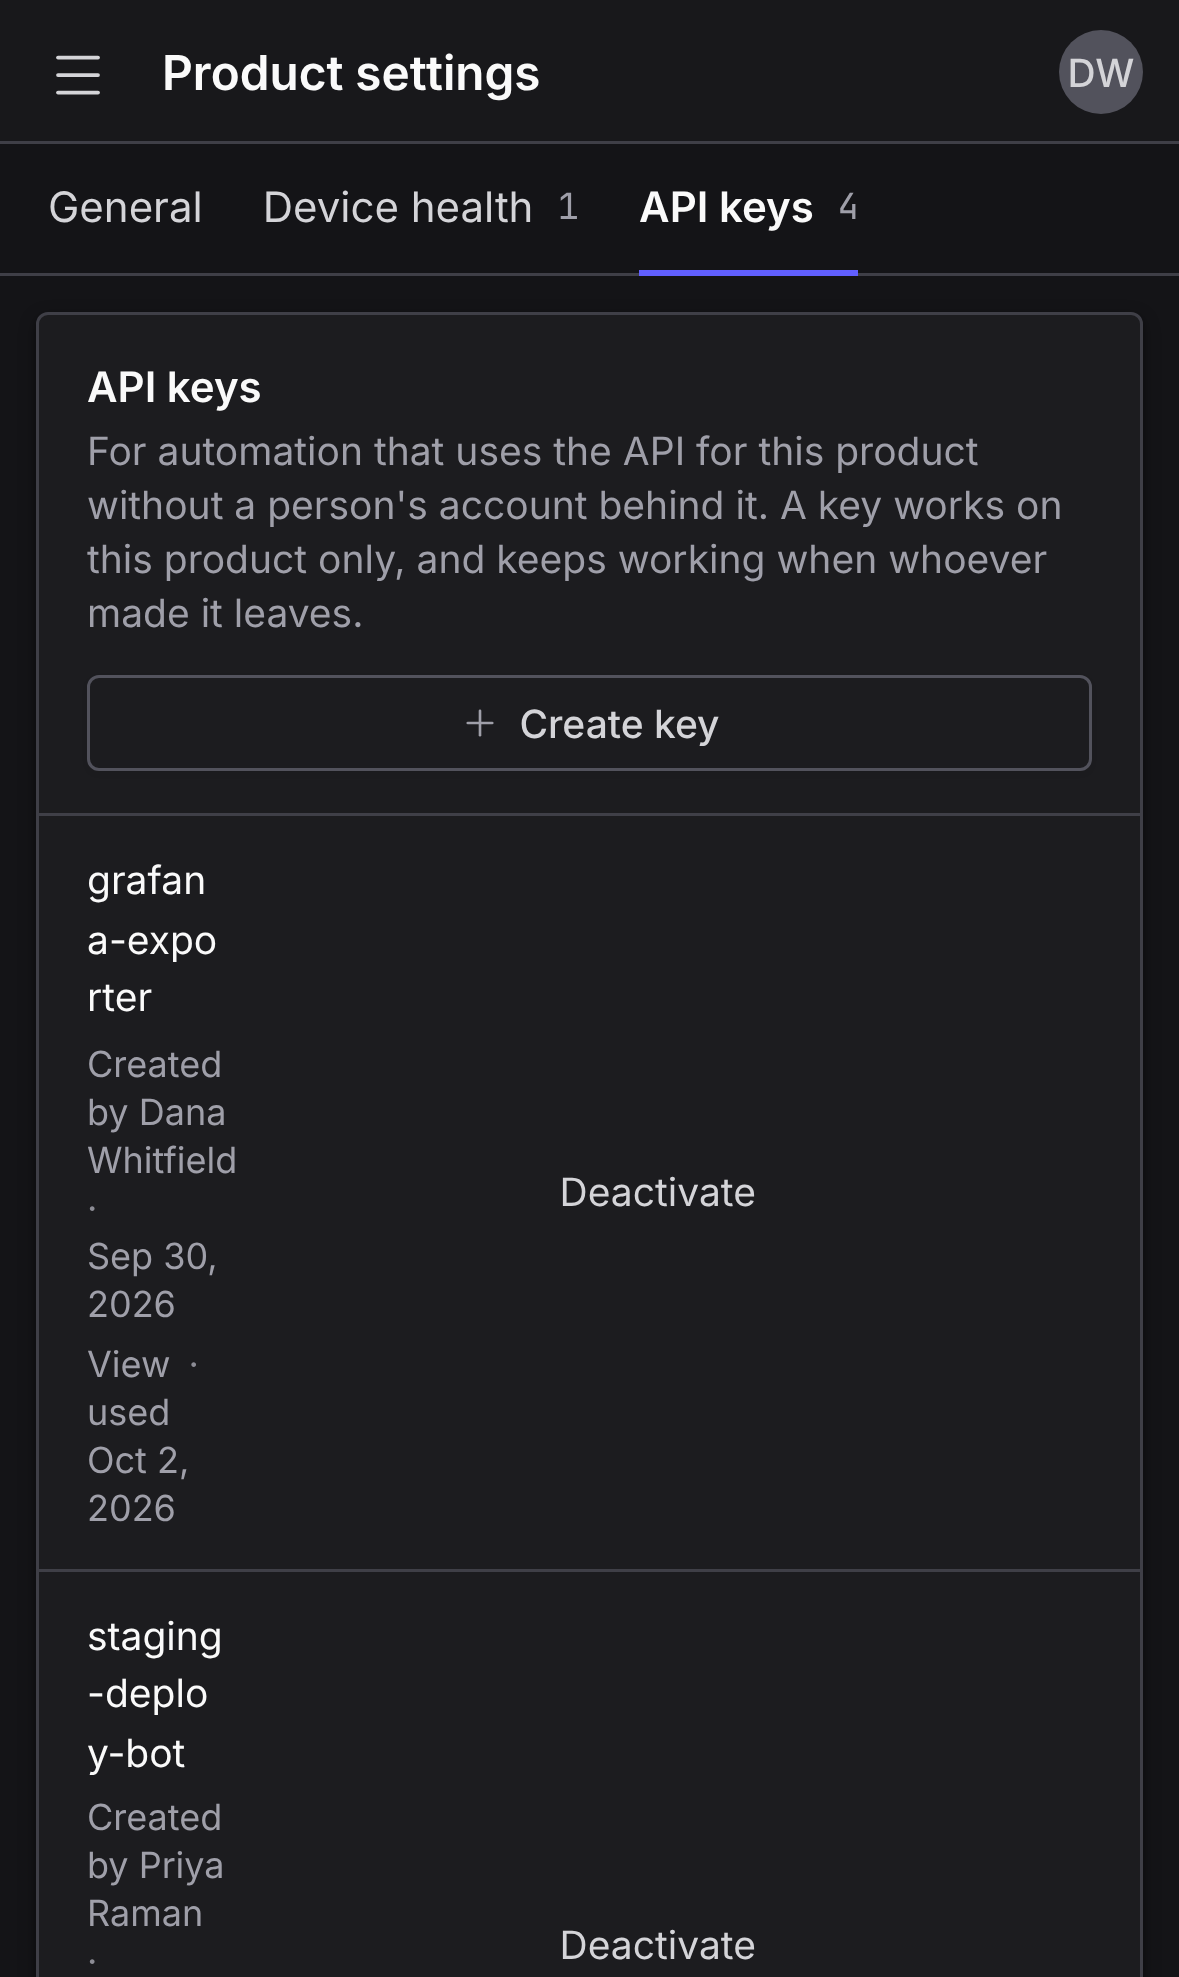 Product settings
DW
General
Device health 1
API keys 4
API keys
For automation that uses the API for this product
without a person's account behind it. A key works on
this product only, and keeps working when whoever
made it leaves.
+ Create key
grafan
a-expo
rter
Created
by Dana
Whitfield
·
Sep 30,
2026
View ·
used
Oct 2,
2026
Deactivate
staging
-deplo
y-bot
Created
by Priya
Raman
·
Deactivate